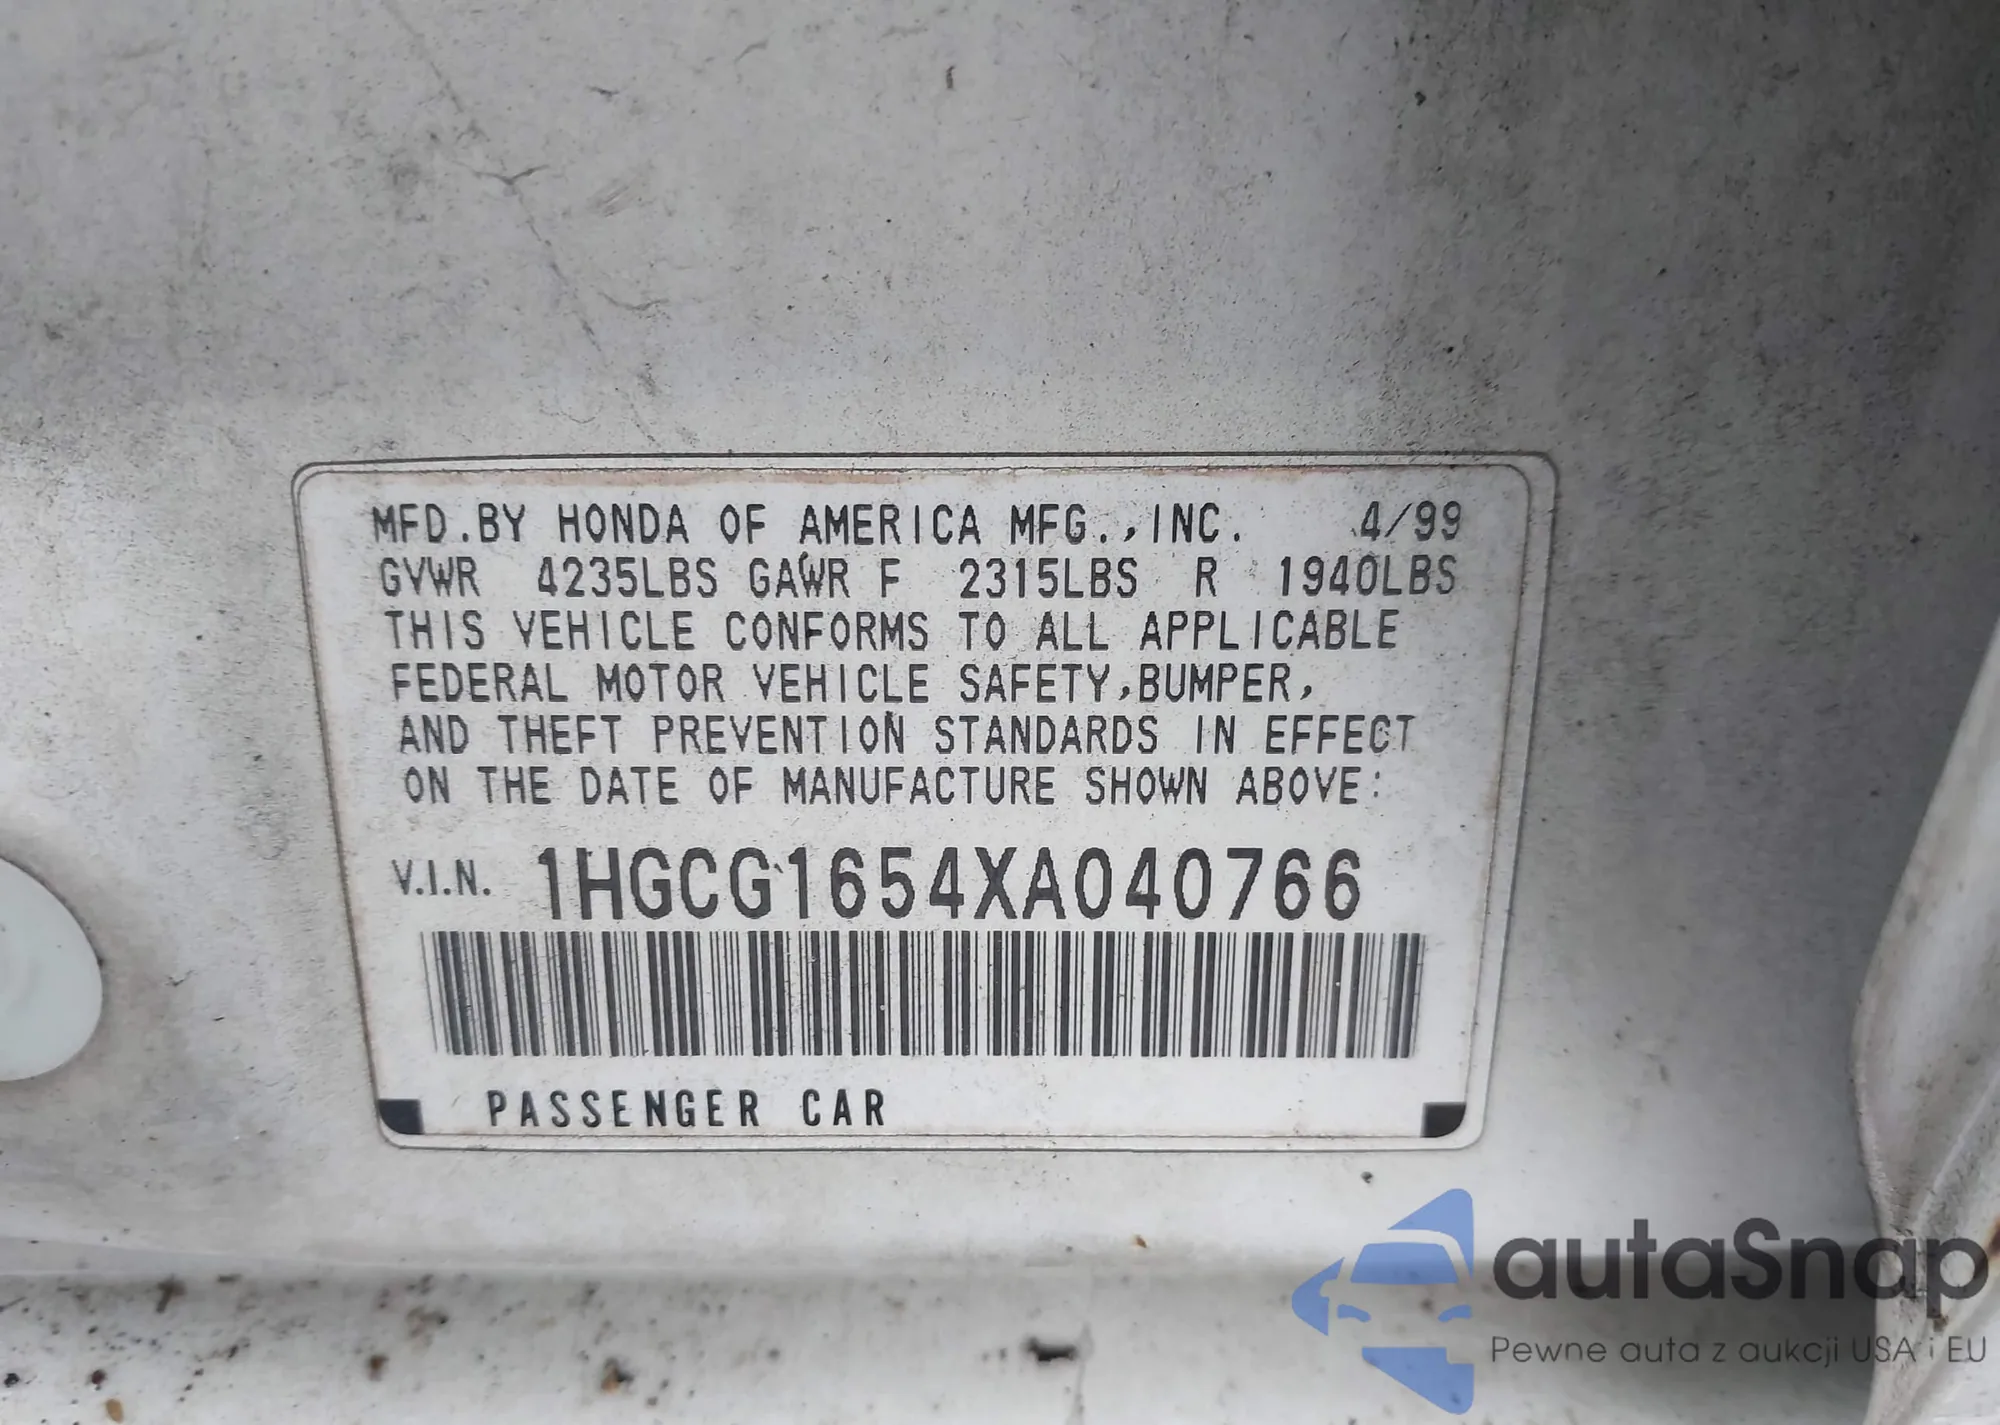 MFD.BY HONDA OF AMERICA MFG.,INC. 4/99
GVWR 4235LBS GAWR F 2315LBS R 1940LBS
THIS VEHICLE CONFORMS TO ALL APPLICABLE
FEDERAL MOTOR VEHICLE SAFETY,BUMPER,
AND THEFT PREVENTION STANDARDS IN EFFECT
ON THE DATE OF MANUFACTURE SHOWN ABOVE:
V.I.N. 1HGCG1654XA040766
PASSENGER CAR
autaSnap
Pewne auta z aukcji USA i EU